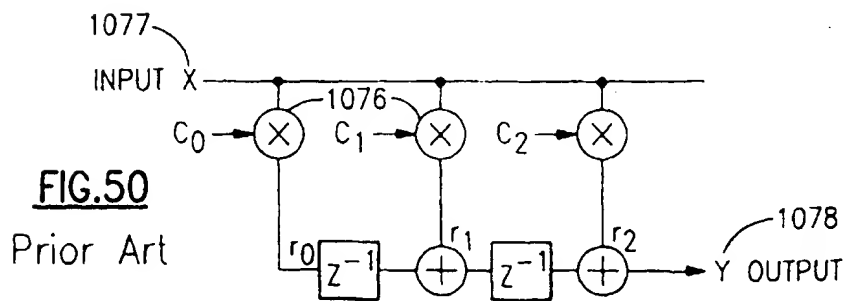 1077
INPUT X
1076
C0 C1 C2
FIG.50
Prior Art
r0 z-1 r1 z-1 r2
1078
Y OUTPUT